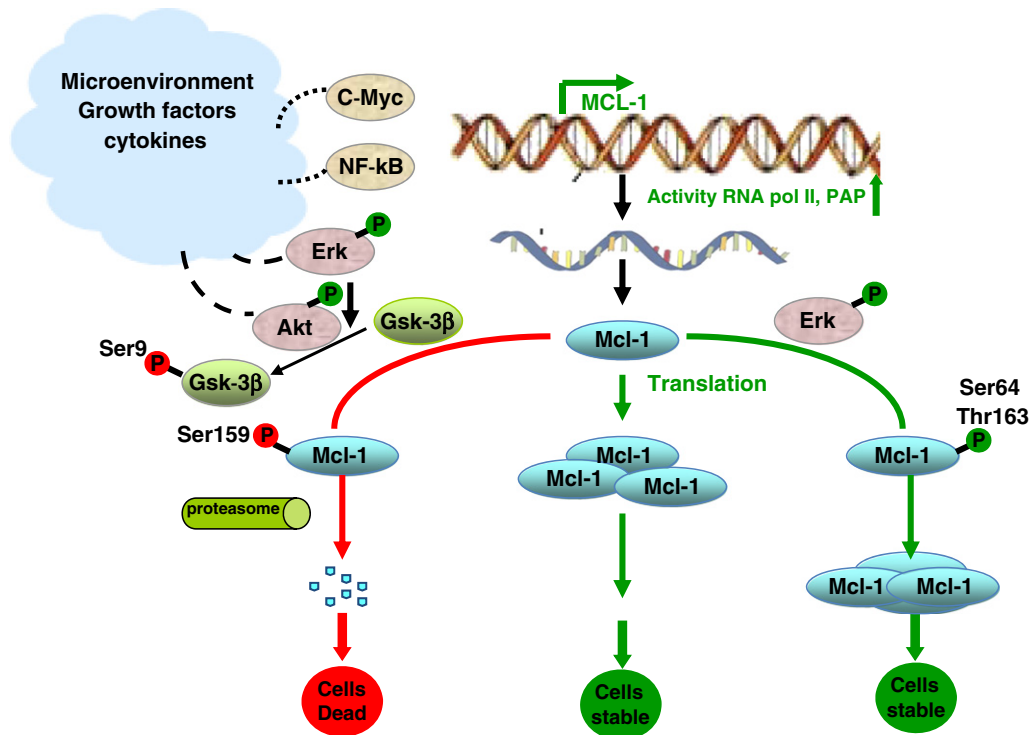 Microenvironment
Growth factors
cytokines
C-Myc
NF-kB
MCL-1
Activity RNA pol II, PAP
P
Erk
P
Akt
Gsk-3β
Ser9
P
Gsk-3β
Mcl-1
P
Erk
Translation
Ser64
Thr163
P
Mcl-1
Ser159
P
Mcl-1
Mcl-1
Mcl-1
Mcl-1
proteasome
Mcl-1
Mcl-1
Cells
Dead
Cells
stable
Cells
stable